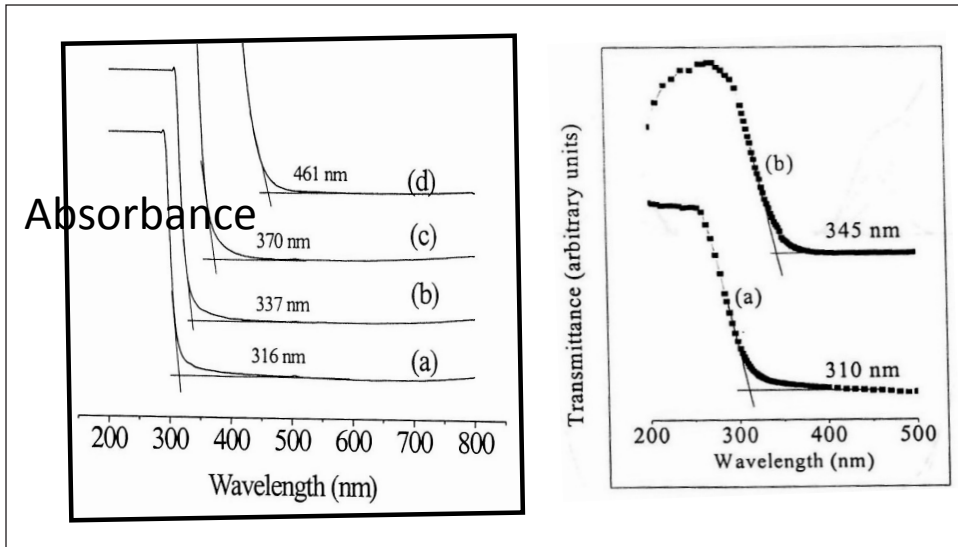 Absorbance
461 nm
(d)
370 nm
(c)
337 nm
(b)
316 nm
(a)
200 300 400 500 600 700 800
Wavelength (nm)
Transmittance (arbitrary units)
(b)
345 nm
(a)
310 nm
200 300 400 500
Wavelength (nm)